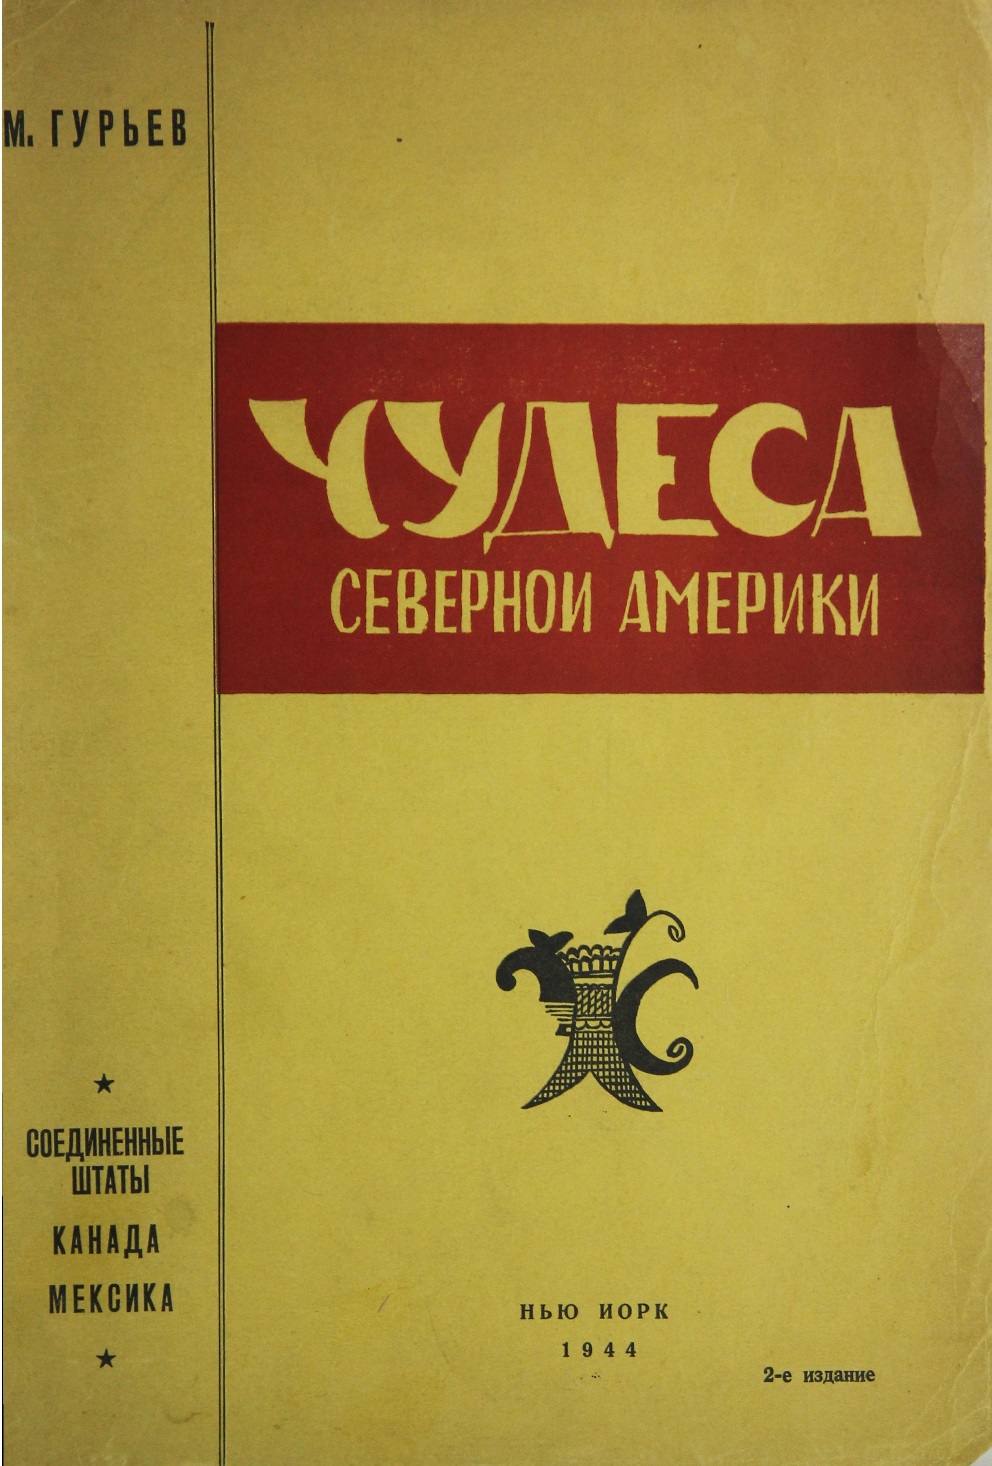 М. ГУРЬЕВ
ЧУДЕСА
СЕВЕРНОИ АМЕРИКИ
СОЕДИНЕННЫЕ
ШТАТЫ
КАНАДА
МЕКСИКА
НЬЮ ИОРК
1944
2-е издание